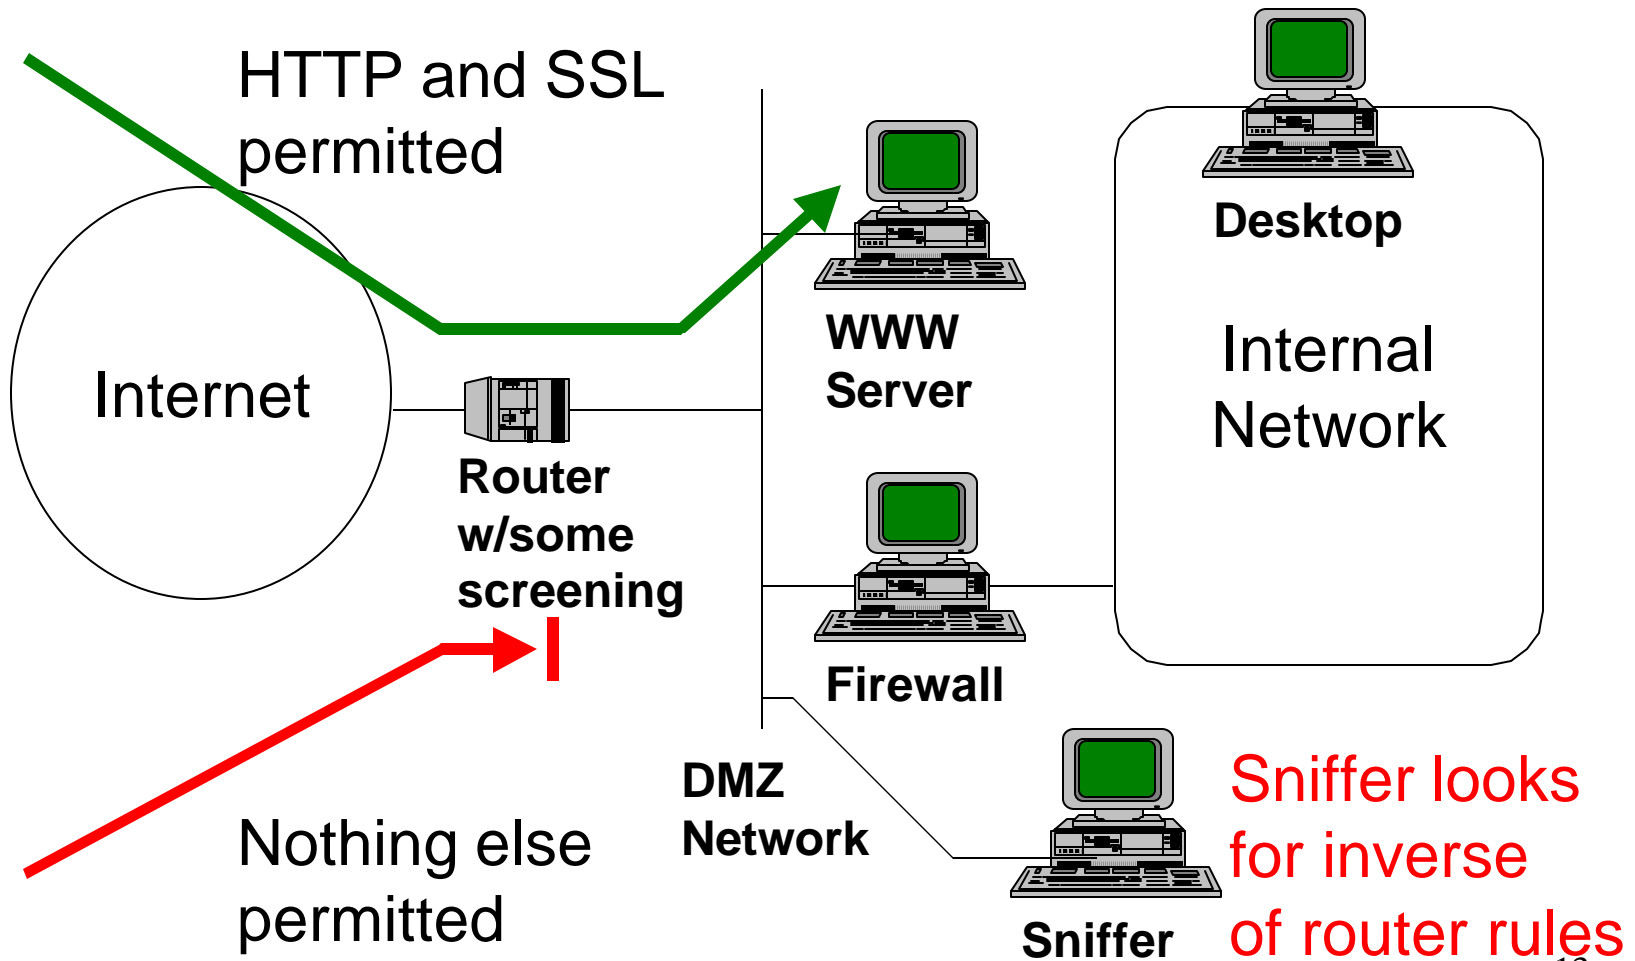 HTTP and SSL
permitted
Desktop
WWW
Server
Internal
Network
Internet
Router
w/some
screening
Firewall
DMZ
Network
Nothing else
permitted
Sniffer
Sniffer looks
for inverse
of router rules